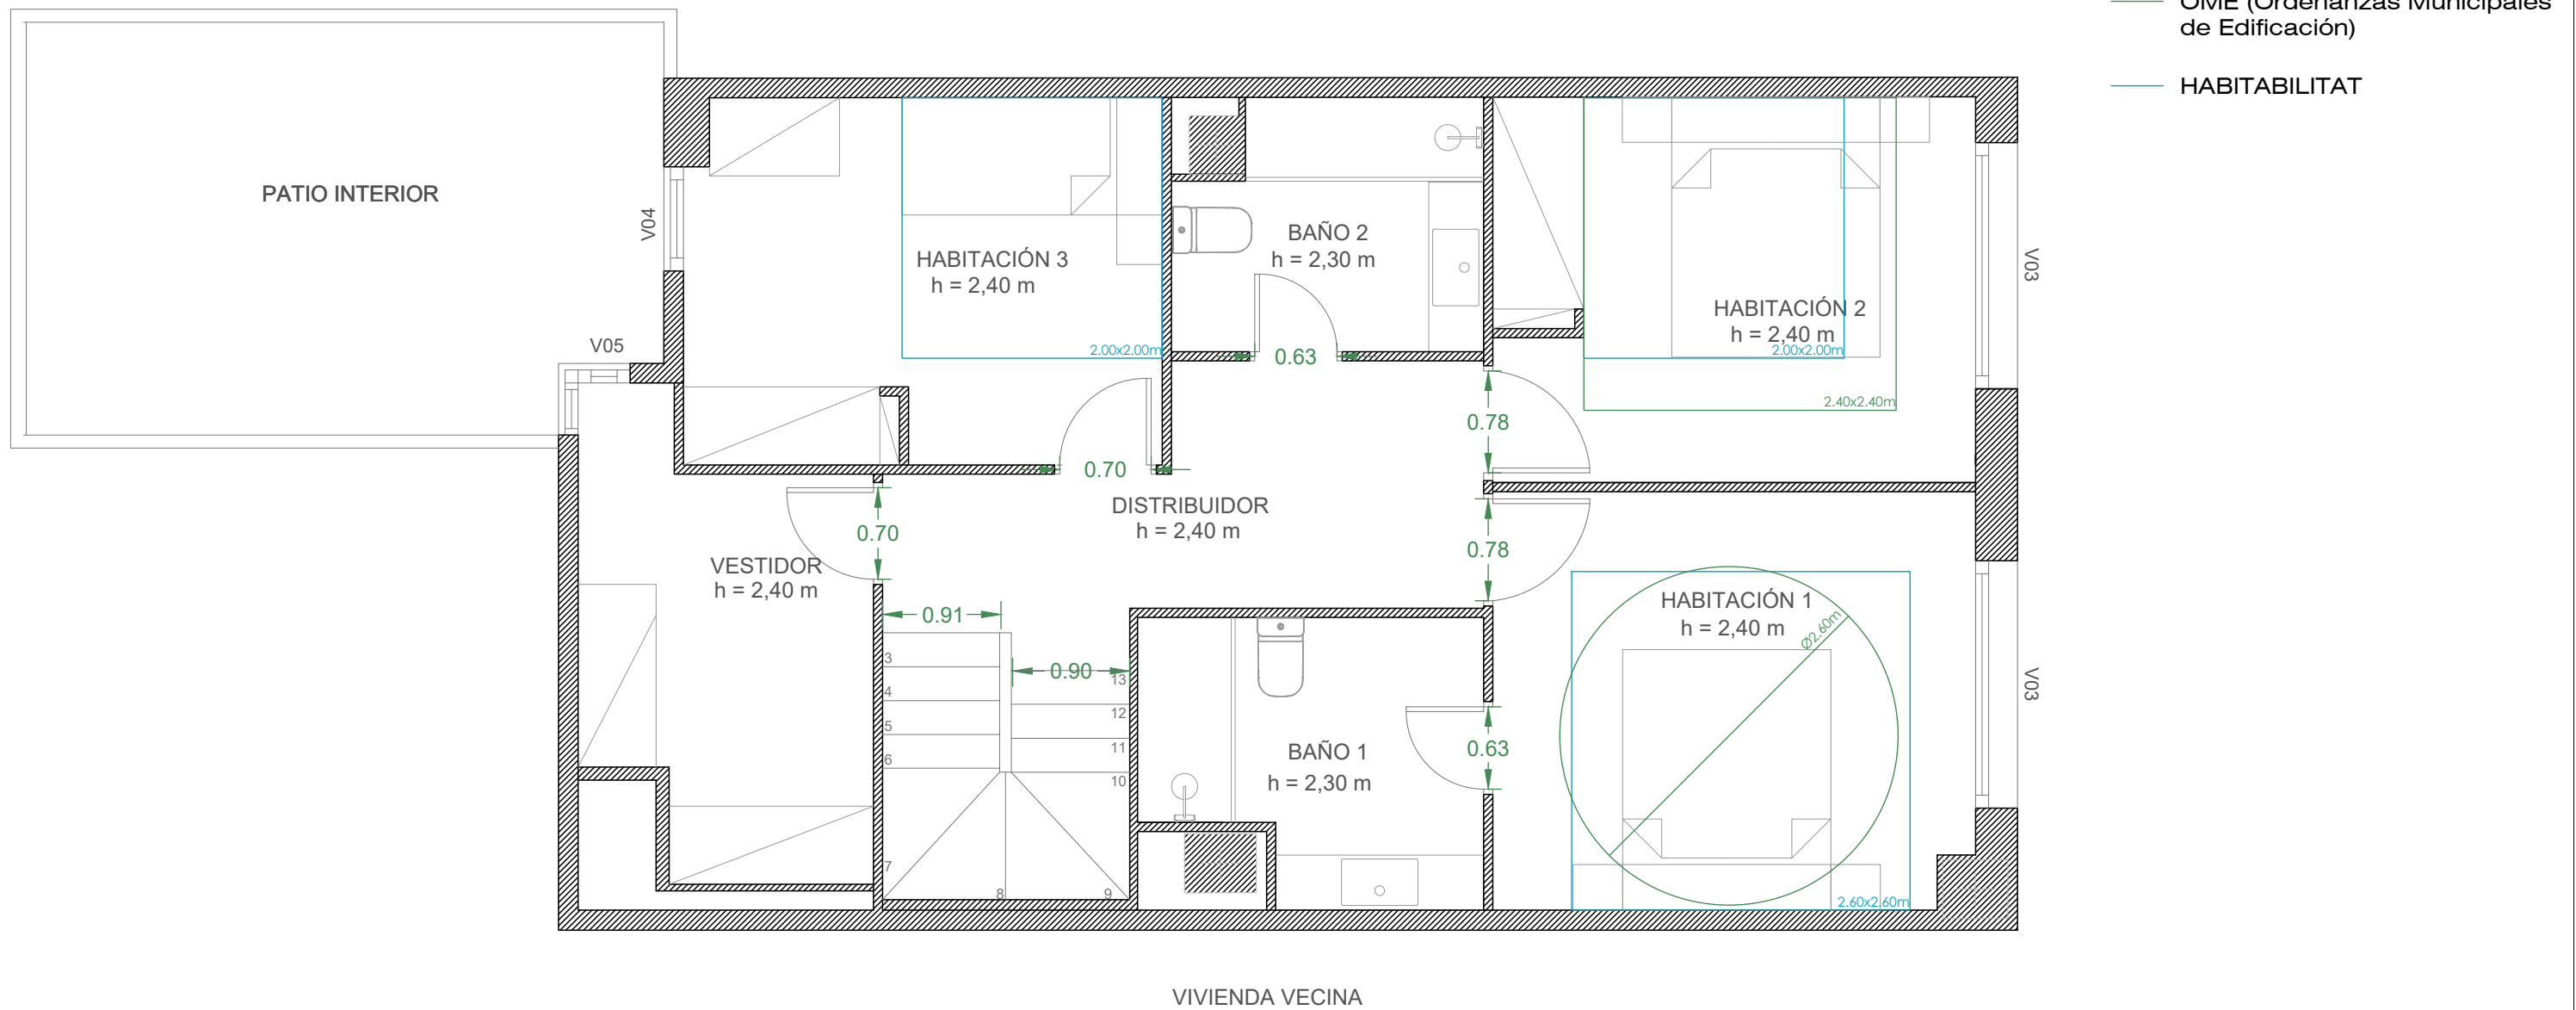 OME (Ordenanzas Municipales
de Edificación)
HABITABILITAT
PATIO INTERIOR
V04
V05
HABITACIÓN 3
h = 2,40 m
2.00x2.00m
BAÑO 2
h = 2,30 m
0.63
HABITACIÓN 2
h = 2,40 m
2.00x2.00m
2.40x2.40m
V03
0.78
0.70
DISTRIBUIDOR
h = 2,40 m
0.70
VESTIDOR
h = 2,40 m
0.78
0.91
0.90
3
4
5
6
7
8
9
10
11
12
13
BAÑO 1
h = 2,30 m
0.63
HABITACIÓN 1
h = 2,40 m
Ø2.60m
2.60x2.60m
V03
VIVIENDA VECINA